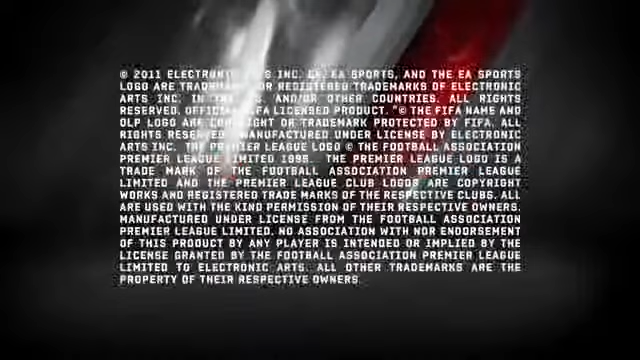 © 2011 ELECTRONIC ARTS INC. EA, EA SPORTS, AND THE EA SPORTS
LOGO ARE TRADEMARKS OR REGISTERED TRADEMARKS OF ELECTRONIC
ARTS INC. IN THE U.S. AND/OR OTHER COUNTRIES. ALL RIGHTS
RESERVED. OFFICIAL FIFA LICENSED PRODUCT. "© THE FIFA NAME AND
OLP LOGO ARE COPYRIGHT OR TRADEMARK PROTECTED BY FIFA. ALL
RIGHTS RESERVED. MANUFACTURED UNDER LICENSE BY ELECTRONIC
ARTS INC. THE PREMIER LEAGUE LOGO © THE FOOTBALL ASSOCIATION
PREMIER LEAGUE LIMITED 1996. THE PREMIER LEAGUE LOGO IS A
TRADE MARK OF THE FOOTBALL ASSOCIATION PREMIER LEAGUE
LIMITED AND THE PREMIER LEAGUE CLUB LOGOS ARE COPYRIGHT
WORKS AND REGISTERED TRADE MARKS OF THE RESPECTIVE CLUBS. ALL
ARE USED WITH THE KIND PERMISSION OF THEIR RESPECTIVE OWNERS.
MANUFACTURED UNDER LICENSE FROM THE FOOTBALL ASSOCIATION
PREMIER LEAGUE LIMITED. NO ASSOCIATION WITH NOR ENDORSEMENT
OF THIS PRODUCT BY ANY PLAYER IS INTENDED OR IMPLIED BY THE
LICENSE GRANTED BY THE FOOTBALL ASSOCIATION PREMIER LEAGUE
LIMITED TO ELECTRONIC ARTS. ALL OTHER TRADEMARKS ARE THE
PROPERTY OF THEIR RESPECTIVE OWNERS.